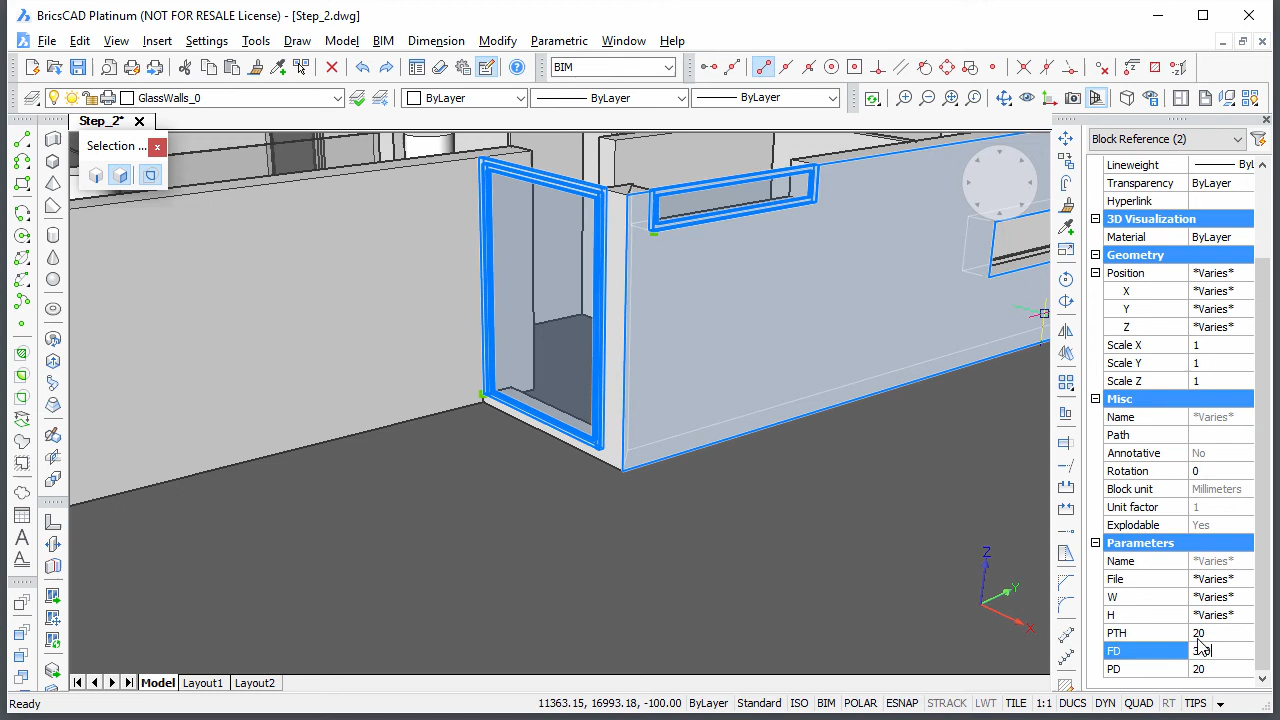 BricsCAD Platinum (NOT FOR RESALE License) - [Step_2.dwg]
File Edit View Insert Settings Tools Draw Model BIM Dimension Modify Parametric Window Help
BIM
GlassWalls_0 ByLayer ByLayer ByLayer
Step_2*
Selection ...
Block Reference (2)
Lineweight ByL
Transparency ByLayer
Hyperlink
3D Visualization
Material ByLayer
Geometry
Position *Varies*
X *Varies*
Y *Varies*
Z *Varies*
Scale X 1
Scale Y 1
Scale Z 1
Misc
Name *Varies*
Path
Annotative No
Rotation 0
Block unit Millimeters
Unit factor 1
Explodable Yes
Parameters
Name *Varies*
File *Varies*
W *Varies*
H *Varies*
PTH 20
FD
PD 20
Z
Y
X
Model Layout1 Layout2
Ready 11363.15, 16993.18, -100.00 ByLayer Standard ISO BIM POLAR ESNAP STRACK LWT TILE 1:1 DUCS DYN QUAD RT TIPS